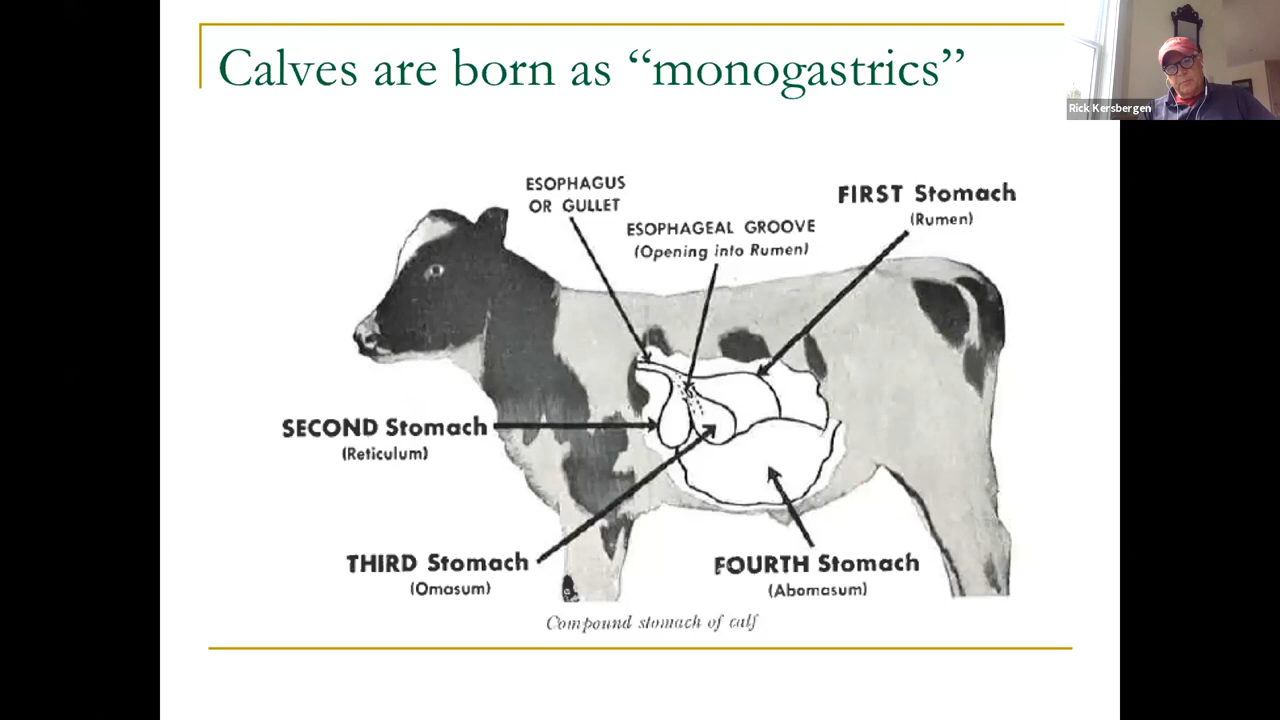 Calves are born as “monogastrics”
Rick Kersbergen
ESOPHAGUS
OR GULLET
ESOPHAGEAL GROOVE
(Opening into Rumen)
FIRST Stomach
(Rumen)
SECOND Stomach
(Reticulum)
THIRD Stomach
(Omasum)
FOURTH Stomach
(Abomasum)
Compound stomach of calf